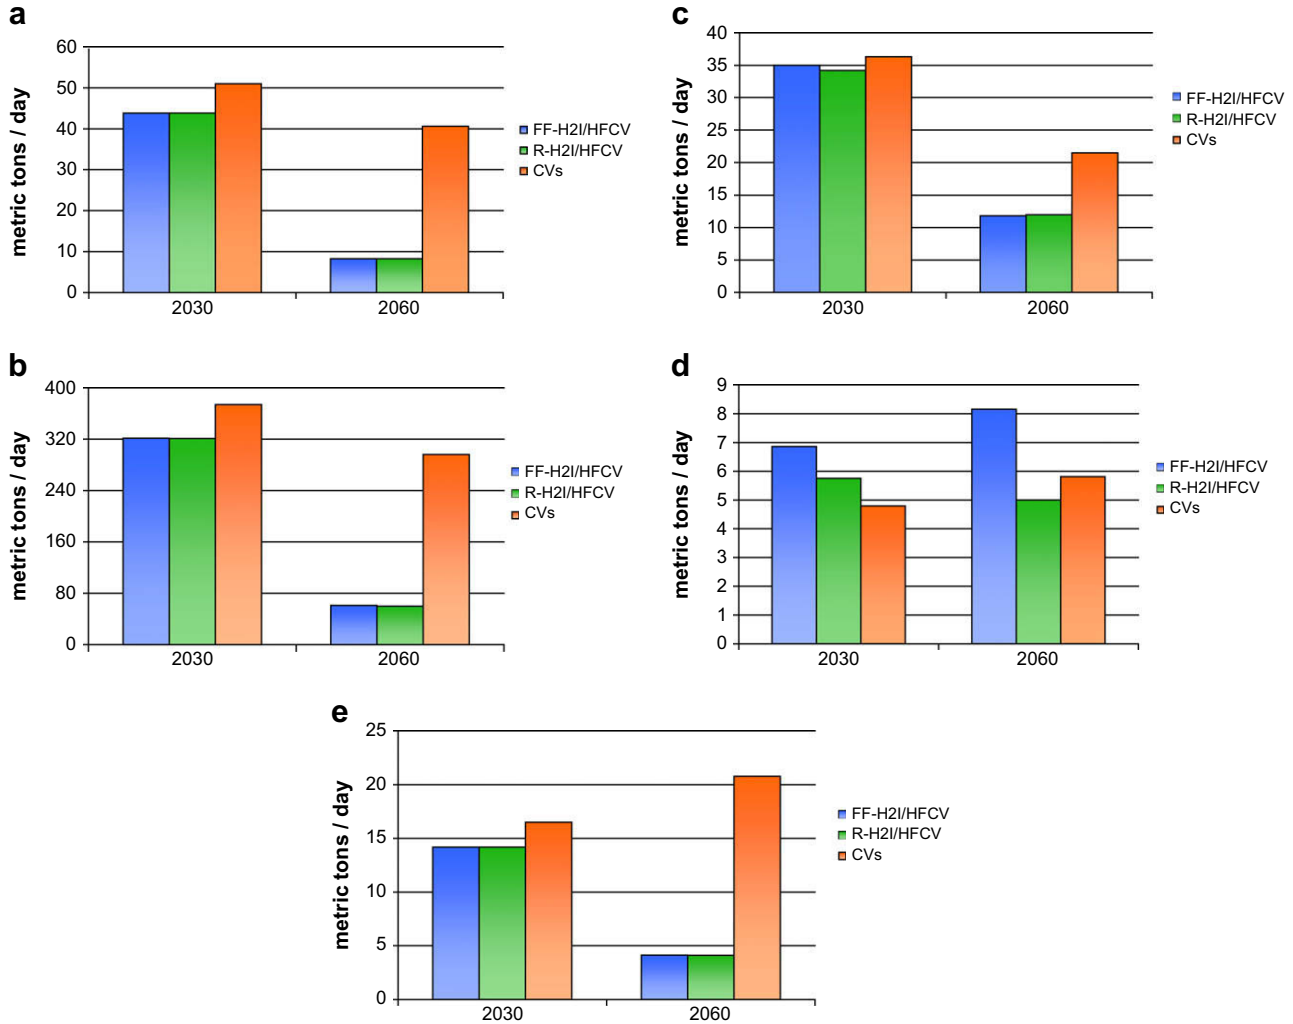 a
metric tons / day
60
50
40
30
20
10
0
2030
2060
FF-H2I/HFCV
R-H2I/HFCV
CVs
c
metric tons / day
40
35
30
25
20
15
10
5
0
2030
2060
FF-H2I/HFCV
R-H2I/HFCV
CVs
b
metric tons / day
400
320
240
160
80
0
2030
2060
FF-H2I/HFCV
R-H2I/HFCV
CVs
d
metric tons / day
9
8
7
6
5
4
3
2
1
0
2030
2060
FF-H2I/HFCV
R-H2I/HFCV
CVs
e
metric tons / day
25
20
15
10
5
0
2030
2060
FF-H2I/HFCV
R-H2I/HFCV
CVs